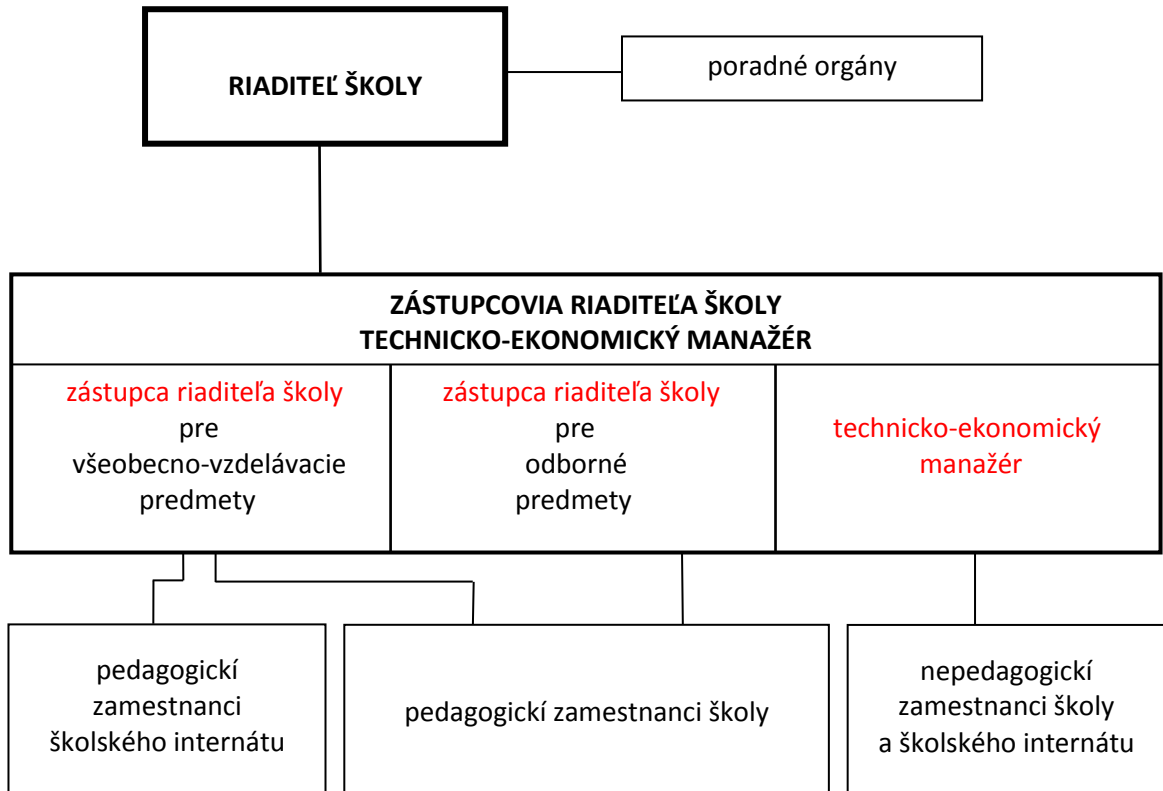 RIADITEĽ ŠKOLY
poradné orgány
ZÁSTUPCOVIA RIADITEĽA ŠKOLY
TECHNICKO-EKONOMICKÝ MANAŽÉR
zástupca riaditeľa školy
pre
všeobecno-vzdelávacie
predmety
zástupca riaditeľa školy
pre
odborné
predmety
technicko-ekonomický
manažér
pedagogickí
zamestnanci
školského internátu
pedagogickí zamestnanci školy
nepedagogickí
zamestnanci školy
a školského internátu